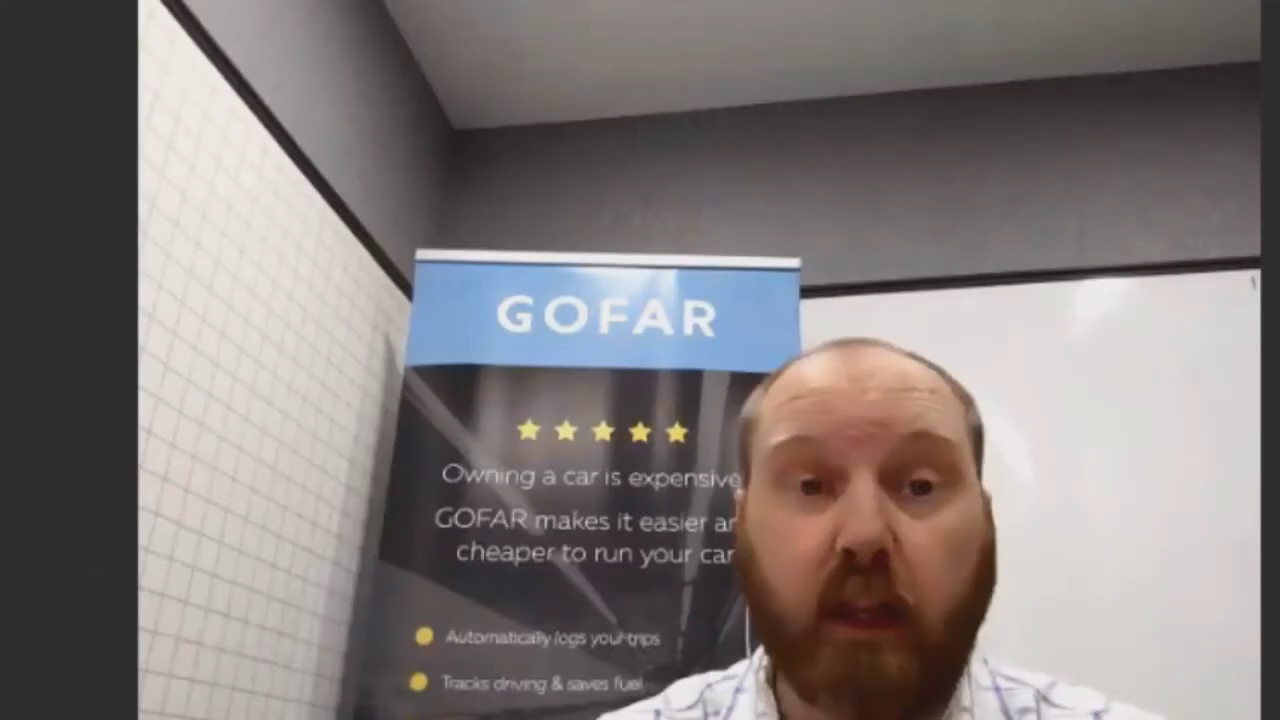 GOFAR
Owning a car is expensive
GOFAR makes it easier an
cheaper to run your car
Automatically logs your trips
Tracks driving & saves fuel